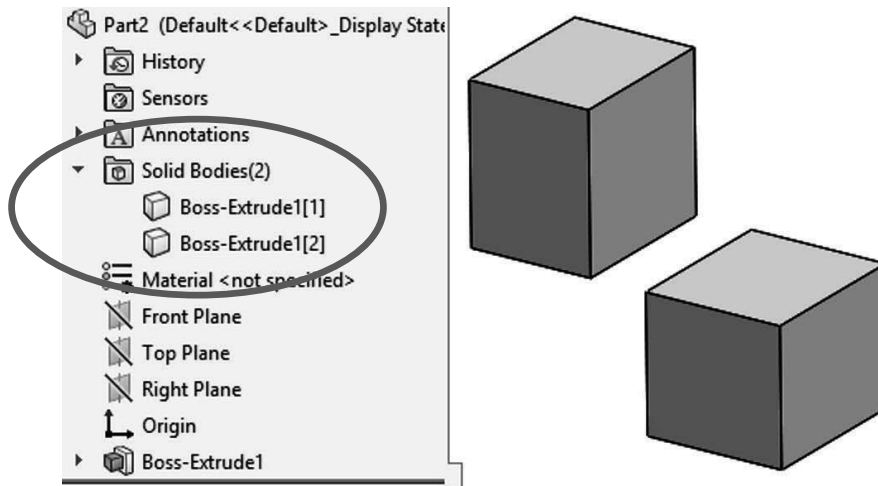 Part2 (Default<<Default>_Display State
History
Sensors
Annotations
Solid Bodies(2)
Boss-Extrude1[1]
Boss-Extrude1[2]
Material <not specified>
Front Plane
Top Plane
Right Plane
Origin
Boss-Extrude1